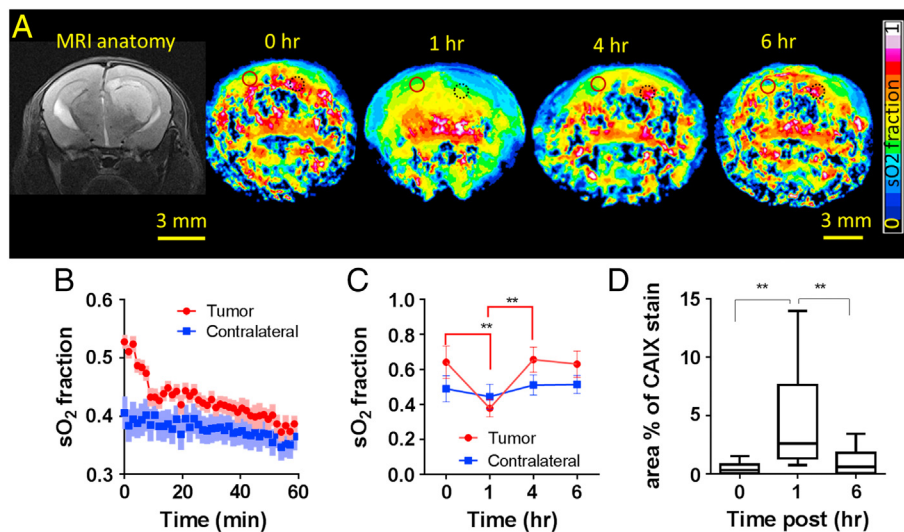 A
MRI anatomy
0 hr
1 hr
4 hr
6 hr
3 mm
3 mm
0 sO2 fraction 1
B
0.6
0.5
0.4
0.3
sO₂ fraction
Tumor
Contralateral
0
20
40
60
Time (min)
C
1.0
0.8
0.6
0.4
0.2
0.0
sO₂ fraction
**
**
Tumor
Contralateral
0
1
4
6
Time (hr)
D
15
10
5
0
area % of CAIX stain
**
**
0
1
6
Time post (hr)